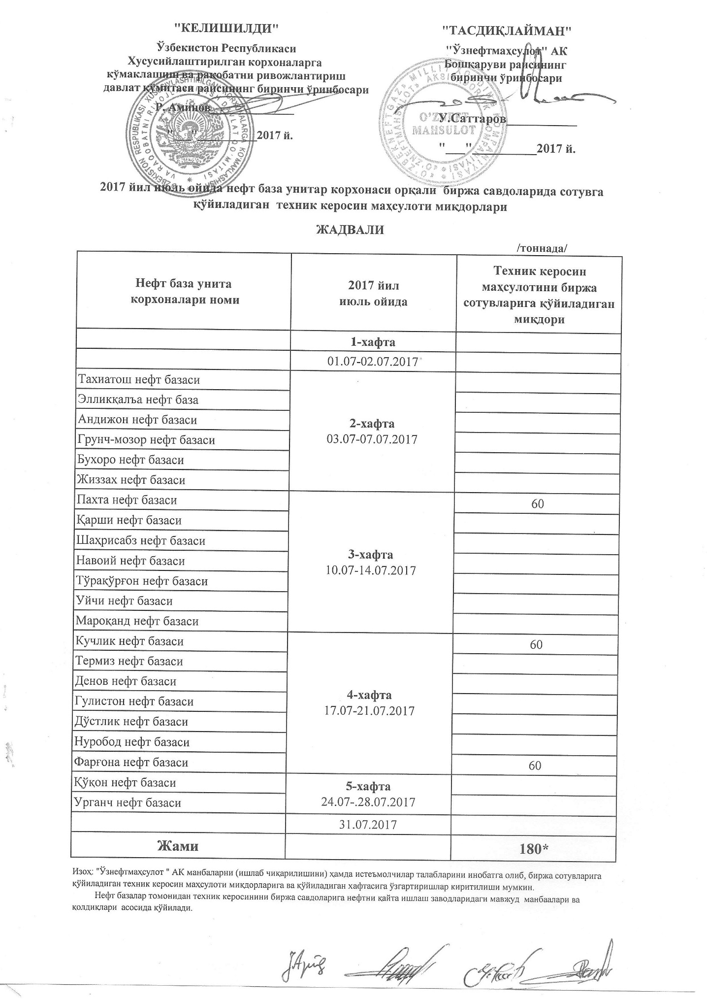 "КЕЛИШИЛДИ"
Ўзбекистон Республикаси
Хусусийлаштирилган корхоналарга
кўмаклашиш ва рақобатни ривожлантириш
давлат қўмитаси раисининг биринчи ўринбосари
Р. Аминов_____________
"___"__________2017 й.
"ТАСДИҚЛАЙМАН"
"Ўзнефтмаҳсулот" АК
Бошқаруви раисининг
биринчи ўринбосари
O'ZNEFT
MAHSULOT
У.Саттаров___________
"___"__________2017 й.
2017 йил июль ойида нефт база унитар корхонаси орқали биржа савдоларида сотувга
қўйиладиган техник керосин маҳсулоти миқдорлари
ЖАДВАЛИ
/тоннада/
Нефт база унита
корхоналари номи
2017 йил
июль ойида
Техник керосин
маҳсулотини биржа
сотувларига қўйиладиган
миқдори
1-хафта
01.07-02.07.2017
Тахиатош нефт базаси
Элликқалъа нефт база
Андижон нефт базаси
Грунч-мозор нефт базаси
Бухоро нефт базаси
Жиззах нефт базаси
2-хафта
03.07-07.07.2017
Пахта нефт базаси
60
Қарши нефт базаси
Шаҳрисабз нефт базаси
Навоий нефт базаси
Тўрақўрғон нефт базаси
Уйчи нефт базаси
Мароқанд нефт базаси
3-хафта
10.07-14.07.2017
Кучлик нефт базаси
60
Термиз нефт базаси
Денов нефт базаси
Гулистон нефт базаси
Дўстлик нефт базаси
Нуробод нефт базаси
Фарғона нефт базаси
60
4-хафта
17.07-21.07.2017
Қўқон нефт базаси
Урганч нефт базаси
5-хафта
24.07-.28.07.2017
31.07.2017
Жами
180*
Изоҳ: "Ўзнефтмаҳсулот " АК манбаларни (ишлаб чиқарилишини) ҳамда истеъмолчилар талабларини инобатга олиб, биржа сотувларига
қўйиладиган техник керосин маҳсулоти миқдорларига ва қўйиладиган хафтасига ўзгартиришлар киритилиши мумкин.
Нефт базалар томонидан техник керосинини биржа савдоларига нефтни қайта ишлаш заводларидаги мавжуд манбаалари ва
қолдиқлари асосида қўйилади.